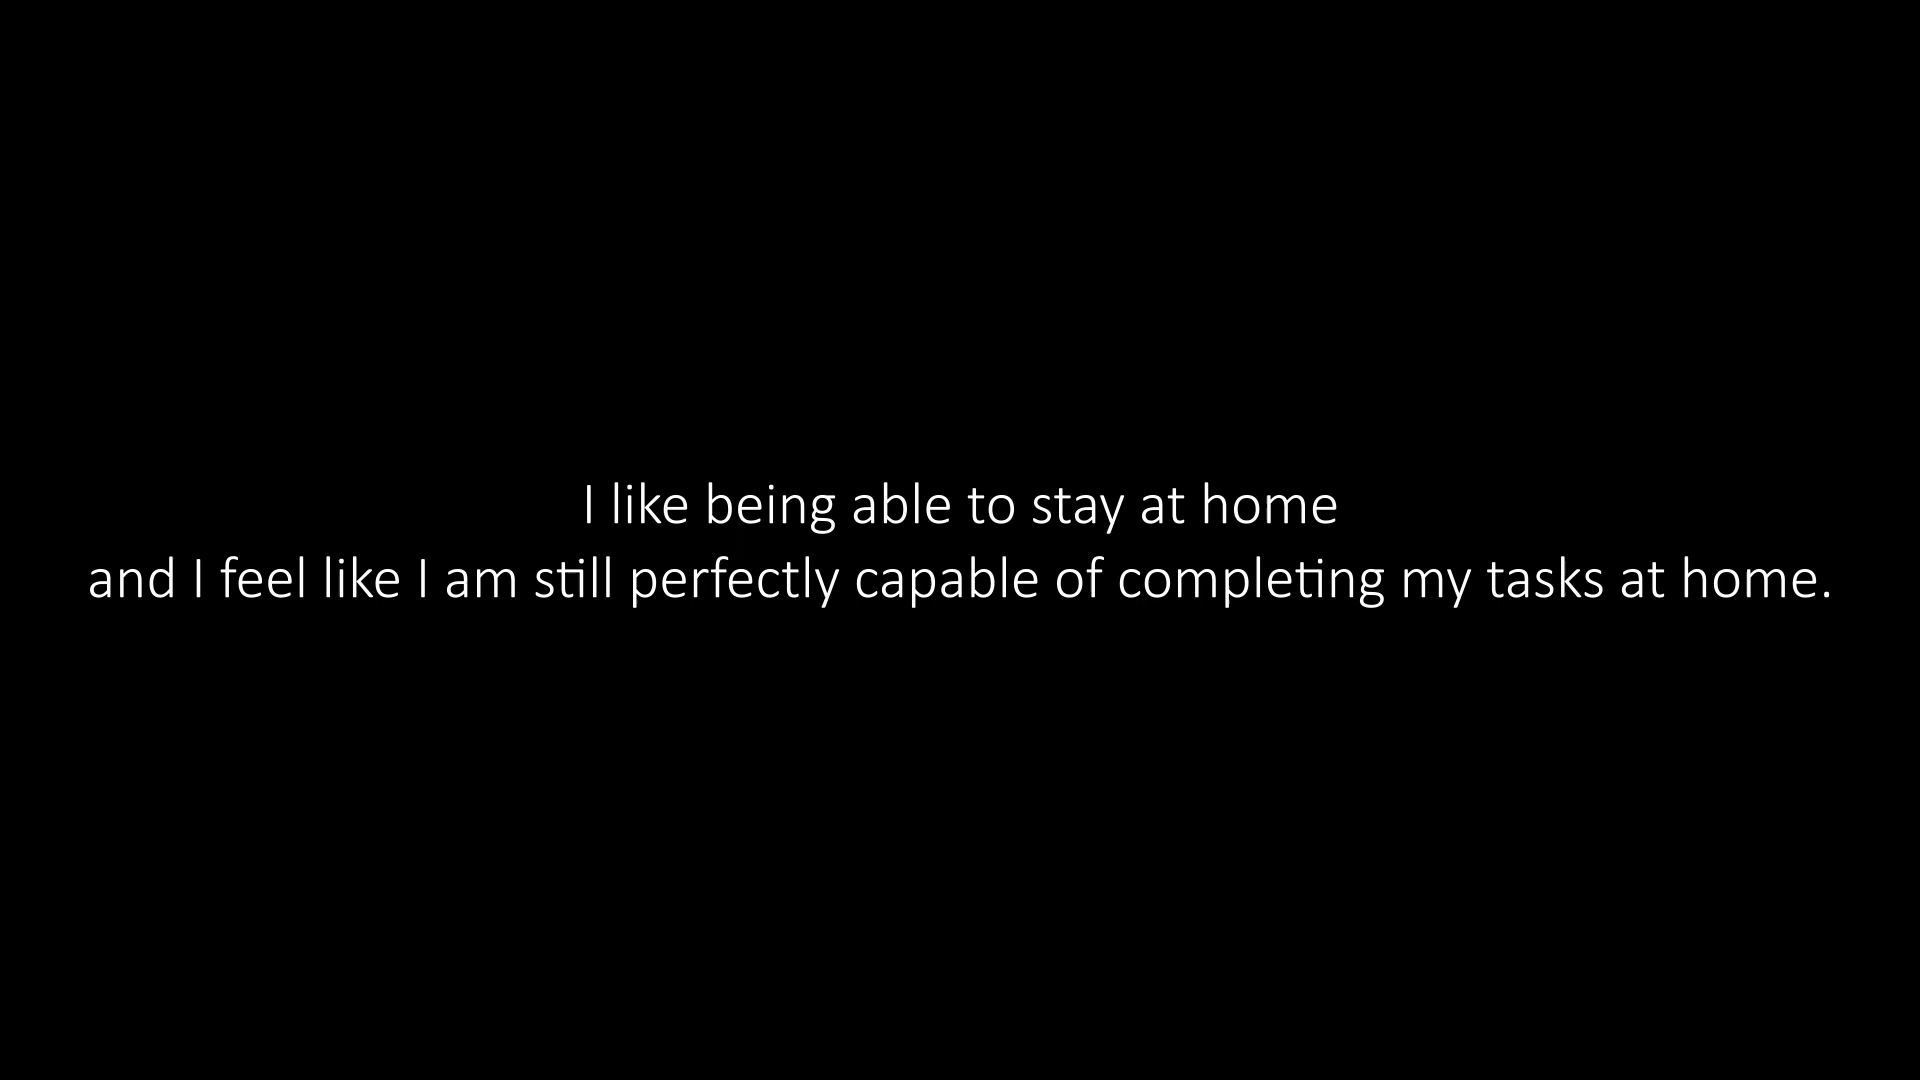 I like being able to stay at home
and I feel like I am still perfectly capable of completing my tasks at home.